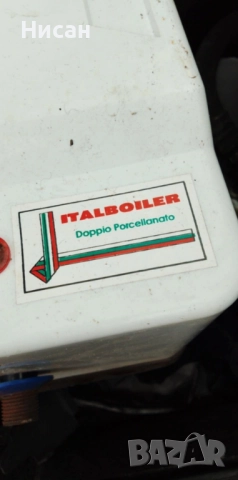 Нисан
ITALBOILER
Doppio Porcellanato
BAZAR